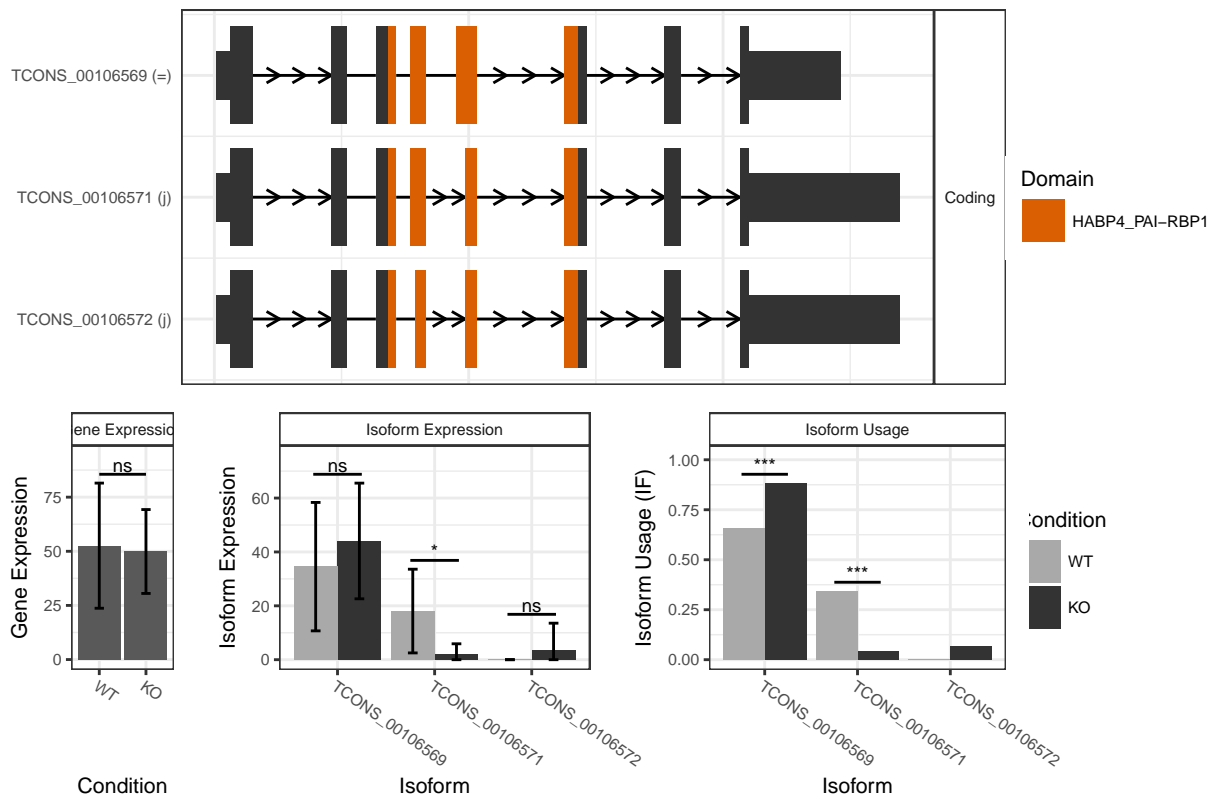 TCONS_00106569 (=)
TCONS_00106571 (j)
TCONS_00106572 (j)
Coding
Domain
HABP4_PAI−RBP1
ene Expressio
Gene Expression
ns
75
50
25
0
WT
KO
Condition
Isoform Expression
Isoform Expression
ns
*
ns
60
40
20
0
TCONS_00106569
TCONS_00106571
TCONS_00106572
Isoform
Isoform Usage
Isoform Usage (IF)
***
***
1.00
0.75
0.50
0.25
0.00
TCONS_00106569
TCONS_00106571
TCONS_00106572
Isoform
Condition
WT
KO